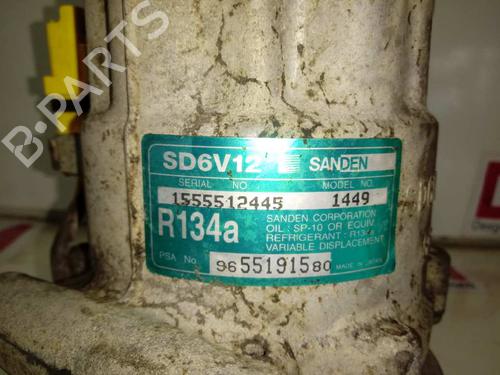 B-PARTS
SD6V12 SANDEN
SERIAL NO MODEL NO.
1555512445 1449
R134a
SANDEN CORPORATION
OIL : SP-10 OR EQUIV.
REFRIGERANT : R134a
VARIABLE DISPLACEMENT
PSA No. 9655191580 MADE IN JAPAN